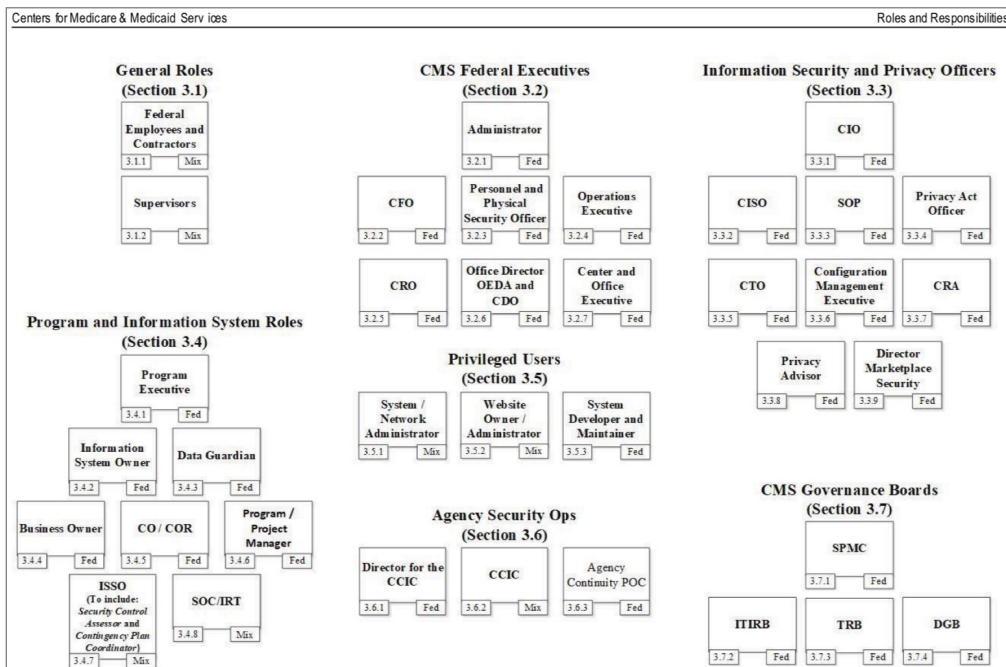 Centers for Medicare & Medicaid Serv ices
Roles and Responsibilities
General Roles
(Section 3.1)
Federal
Employees and
Contractors
3.1.1 Mix
Supervisors
3.1.2 Mix
CMS Federal Executives
(Section 3.2)
Administrator
3.2.1 Fed
CFO
3.2.2 Fed
Personnel and
Physical
Security Officer
3.2.3 Fed
Operations
Executive
3.2.4 Fed
CRO
3.2.5 Fed
Office Director
OEDA and
CDO
3.2.6 Fed
Center and
Office
Executive
3.2.7 Fed
Information Security and Privacy Officers
(Section 3.3)
CIO
3.3.1 Fed
CISO
3.3.2 Fed
SOP
3.3.3 Fed
Privacy Act
Officer
3.3.4 Fed
CTO
3.3.5 Fed
Configuration
Management
Executive
3.3.6 Fed
CRA
3.3.7 Fed
Privacy
Advisor
3.3.8 Fed
Director
Marketplace
Security
3.3.9 Fed
Program and Information System Roles
(Section 3.4)
Program
Executive
3.4.1 Fed
Information
System Owner
3.4.2 Fed
Data Guardian
3.4.3 Fed
Business Owner
3.4.4 Fed
CO / COR
3.4.5 Fed
Program /
Project
Manager
3.4.6 Fed
ISSO
(To include:
Security Control
Assessor and
Contingency Plan
Coordinator)
3.4.7 Mix
SOC/IRT
3.4.8 Mix
Privileged Users
(Section 3.5)
System /
Network
Administrator
3.5.1 Mix
Website
Owner /
Administrator
3.5.2 Mix
System
Developer and
Maintainer
3.5.3 Fed
Agency Security Ops
(Section 3.6)
Director for the
CCIC
3.6.1 Fed
CCIC
3.6.2 Mix
Agency
Continuity POC
3.6.3 Fed
CMS Governance Boards
(Section 3.7)
SPMC
3.7.1 Fed
ITIRB
3.7.2 Fed
TRB
3.7.3 Fed
DGB
3.7.4 Fed